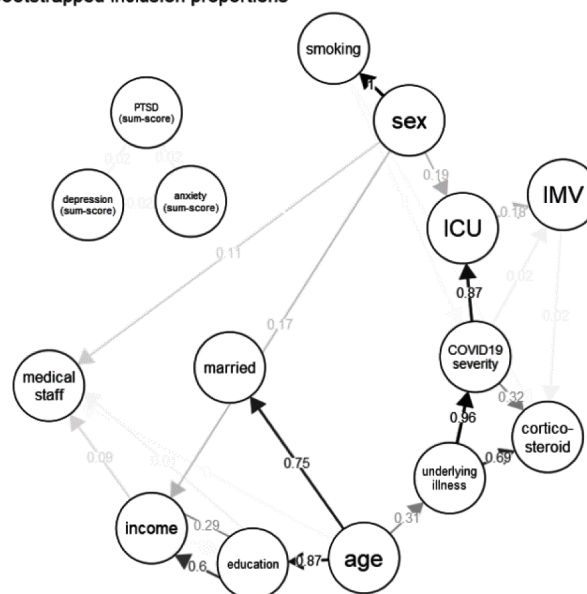 bootstrapped inclusion proportions
smoking
1
sex
PTSD
(sum-score)
0.02
0.02
depression
(sum-score)
0.02
anxiety
(sum-score)
0.19
IMV
0.18
ICU
0.11
0.02
0.87
0.02
0.17
married
COVID19
severity
medical
staff
0.32
0.96
cortico-
steroid
0.69
underlying
illness
0.75
0.09
0.31
income
0.29
education
0.6
0.87
age